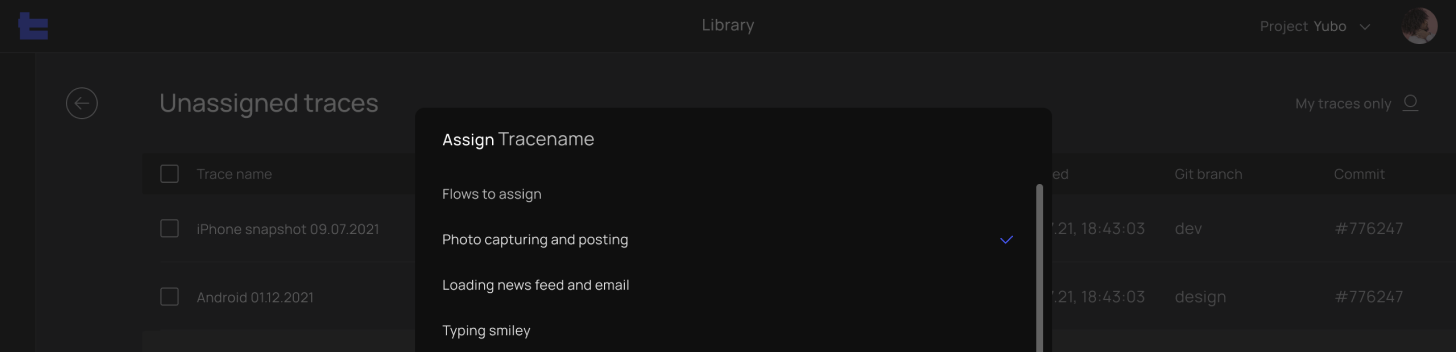 Library
Project Yubo
Unassigned traces
My traces only
Assign Tracename
Trace name
ed
Git branch
Commit
Flows to assign
iPhone snapshot 09.07.2021
.21, 18:43:03
dev
#776247
Photo capturing and posting
Loading news feed and email
Android 01.12.2021
.21, 18:43:03
design
#776247
Typing smiley